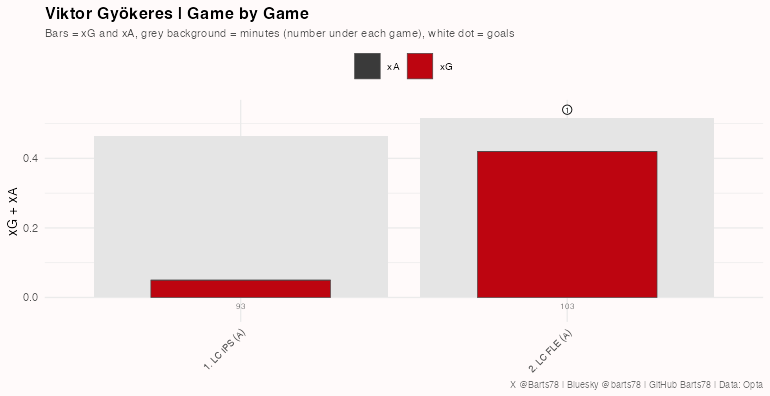 Viktor Gyökeres | Game by Game
Bars = xG and xA, grey background = minutes (number under each game), white dot = goals
xA xG
1
xG + xA
0.4
0.2
0.0
93 103
1. LC IPS (A) 2. LC FLE (A)
X @Barts78 | Bluesky @barts78 | GitHub Barts78 | Data: Opta